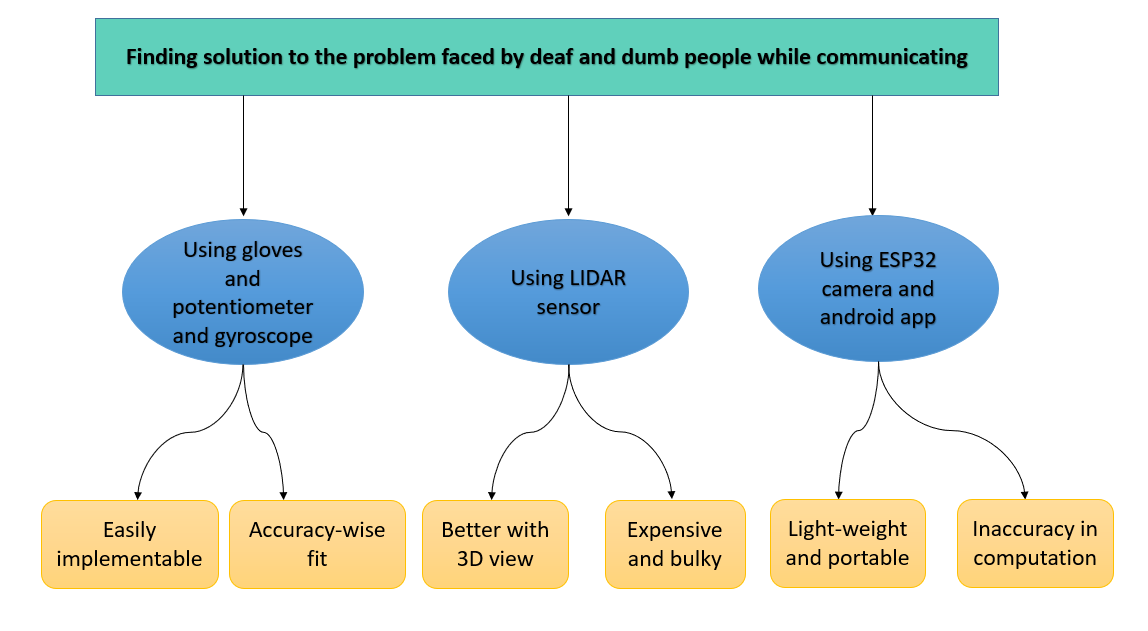 Finding solution to the problem faced by deaf and dumb people while communicating
Using gloves
and
potentiometer
and gyroscope
Using LIDAR
sensor
Using ESP32
camera and
android app
Easily
implementable
Accuracy-wise
fit
Better with
3D view
Expensive
and bulky
Light-weight
and portable
Inaccuracy in
computation